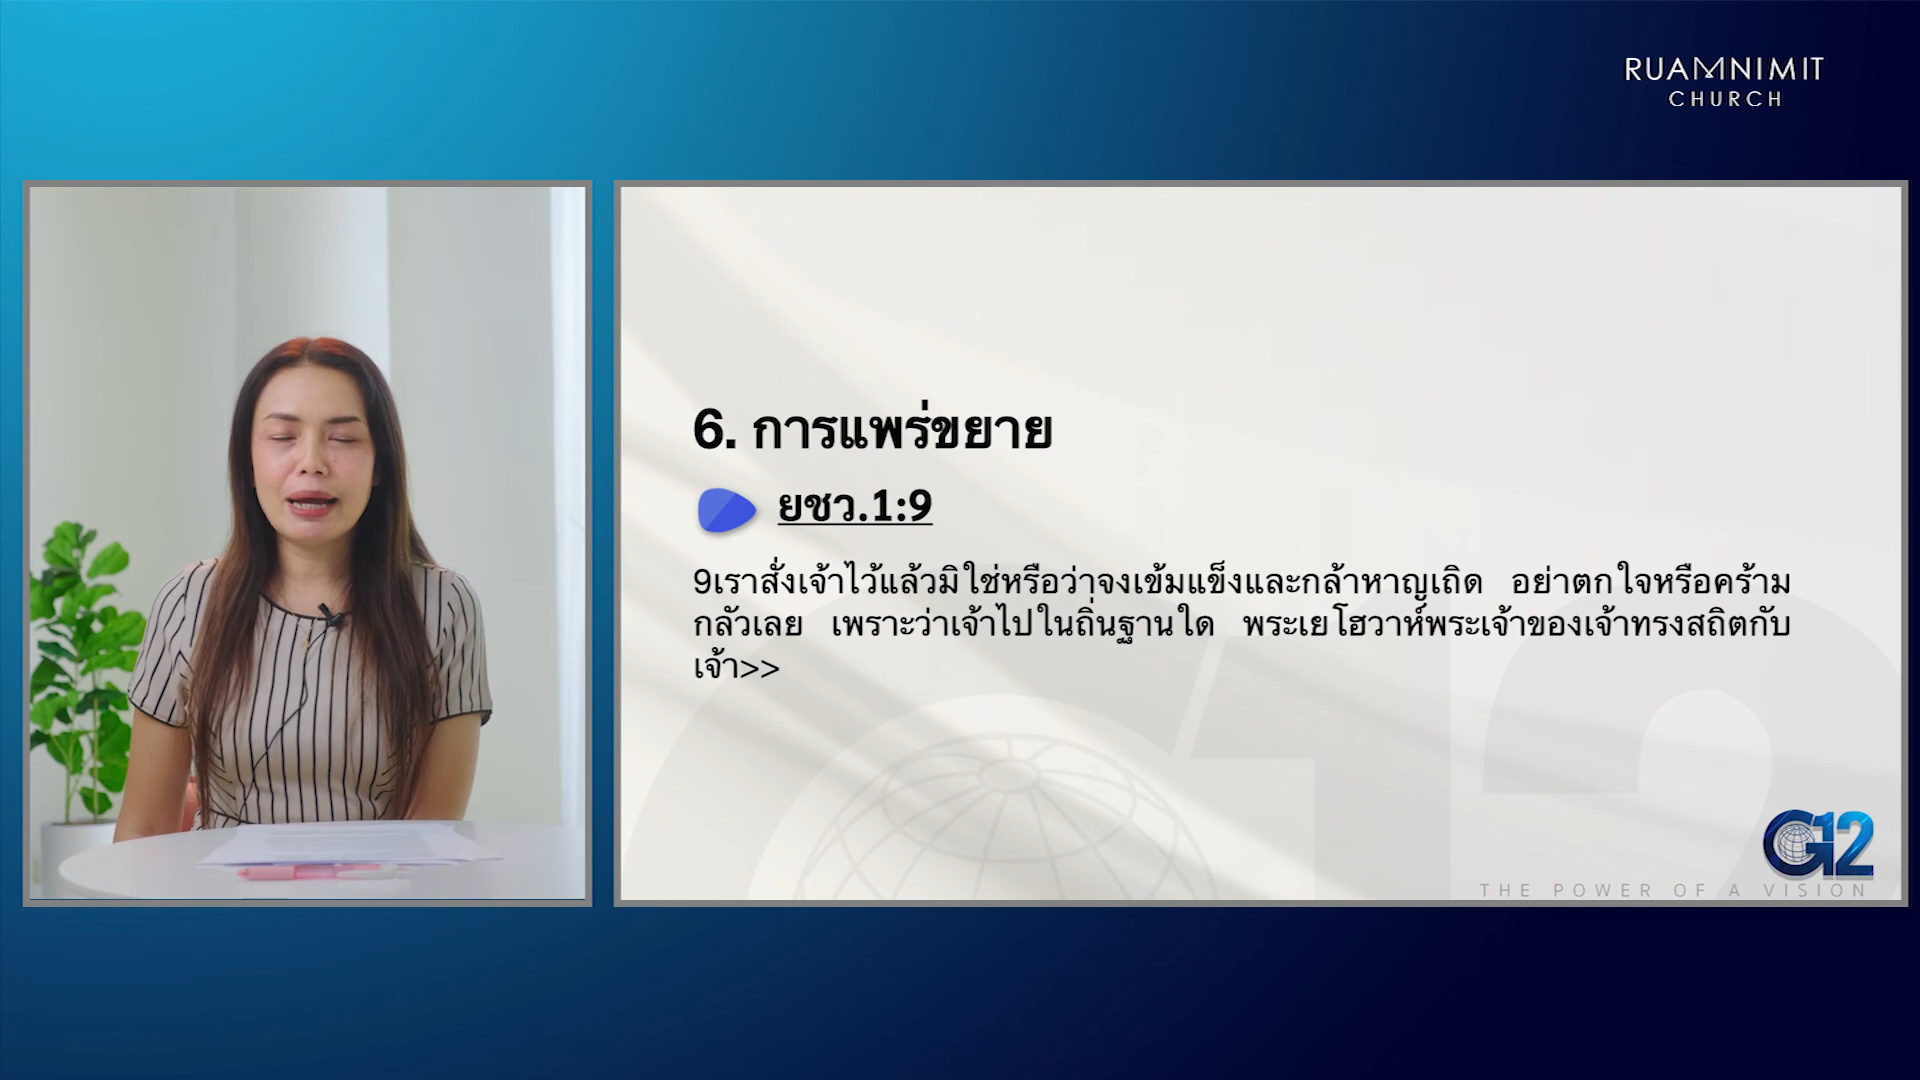 RUAMNIMIT
CHURCH
6. การแพร่ขยาย
ยชว.1:9
9เราสั่งเจ้าไว้แล้วมิใช่หรือว่าจงเข้มแข็งและกล้าหาญเถิด อย่าตกใจหรือคร้าม
กลัวเลย เพราะว่าเจ้าไปในถิ่นฐานใด พระเยโฮวาห์พระเจ้าของเจ้าทรงสถิตกับ
เจ้า>>
G12
THE POWER OF A VISION